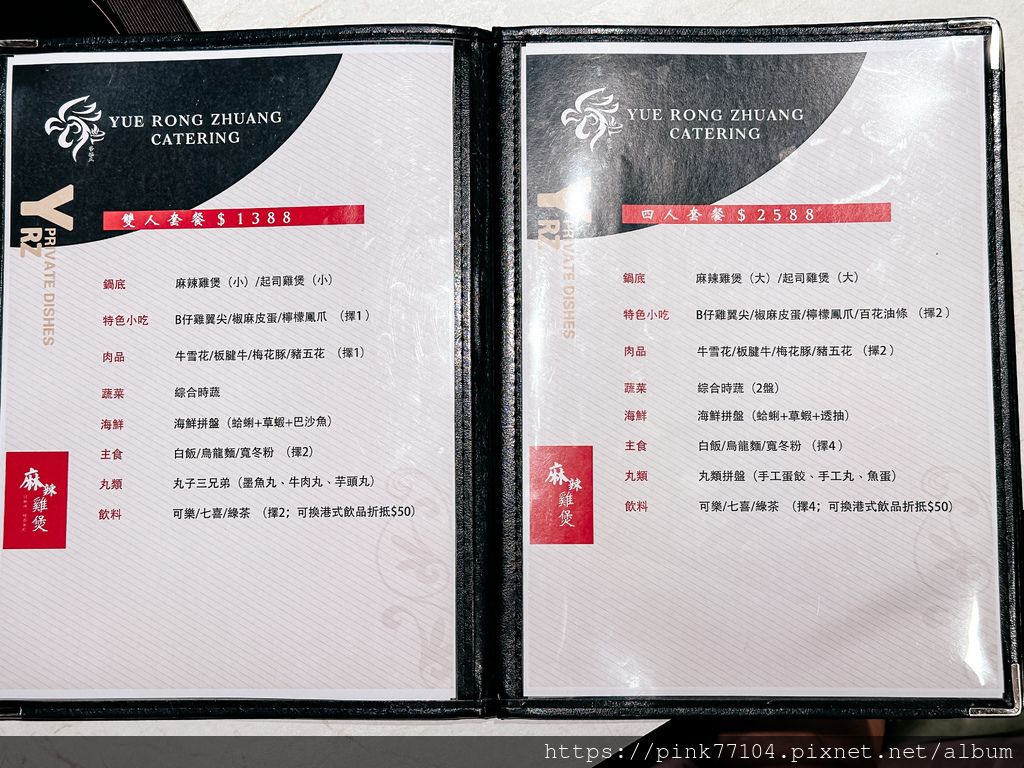 YUE RONG ZHUANG
CATERING
YRZ
PRIVATE DISHES
雙人套餐$1388
鍋底 麻辣雞煲（小）/起司雞煲（小）
特色小吃 B仔雞翼尖/椒麻皮蛋/檸檬鳳爪 （擇1）
肉品 牛雪花/板腱牛/梅花豚/豬五花 （擇1）
蔬菜 綜合時蔬
海鮮 海鮮拼盤（蛤蜊+草蝦+巴沙魚）
主食 白飯/烏龍麵/寬冬粉 （擇2）
丸類 丸子三兄弟（墨魚丸、牛肉丸、芋頭丸）
飲料 可樂/七喜/綠茶 （擇2；可換港式飲品折抵$50）
麻辣雞煲
YUE RONG ZHUANG
CATERING
YRZ
PRIVATE DISHES
四人套餐$2588
鍋底 麻辣雞煲（大）/起司雞煲（大）
特色小吃 B仔雞翼尖/椒麻皮蛋/檸檬鳳爪/百花油條 （擇2）
肉品 牛雪花/板腱牛/梅花豚/豬五花 （擇2）
蔬菜 綜合時蔬（2盤）
海鮮 海鮮拼盤（蛤蜊+草蝦+透抽）
主食 白飯/烏龍麵/寬冬粉 （擇4）
丸類 丸類拼盤（手工蛋餃、手工丸、魚蛋）
飲料 可樂/七喜/綠茶 （擇4；可換港式飲品折抵$50）
麻辣雞煲
https://pink77104.pixnet.net/album